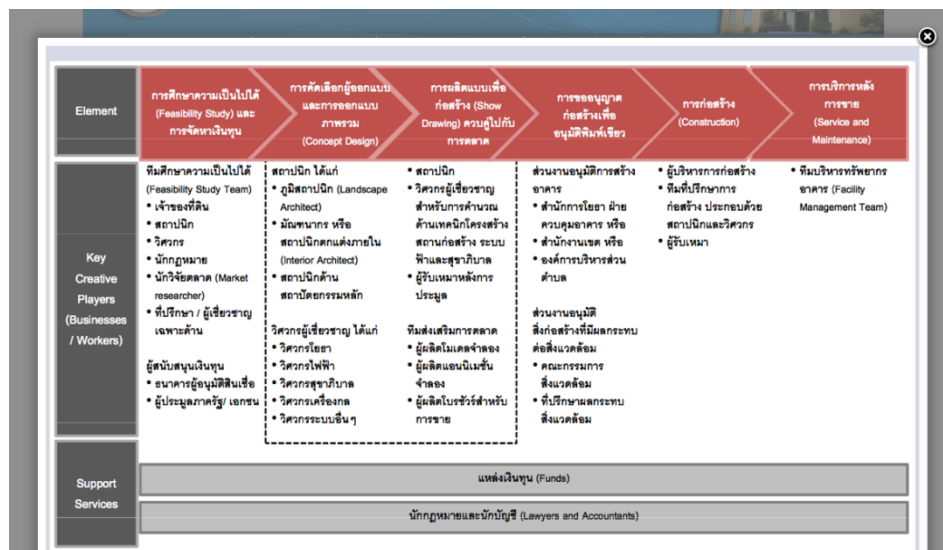 Element
การศึกษาความเป็นไปได้
(Feasibility Study) และ
การจัดหาเงินทุน
การคัดเลือกผู้ออกแบบ
และการออกแบบ
ภาพรวม
(Concept Design)
การผลิตแบบเพื่อ
ก่อสร้าง (Show
Drawing) ควบคู่ไปกับ
การตลาด
การขออนุญาต
ก่อสร้างเพื่อ
อนุมัติพิมพ์เขียว
การก่อสร้าง
(Construction)
การบริการหลัง
การขาย
(Service and
Maintenance)
Key
Creative
Players
(Businesses
/ Workers)
ทีมศึกษาความเป็นไปได้
(Feasibility Study Team)
• เจ้าของที่ดิน
• สถาปนิก
• วิศวกร
• นักกฎหมาย
• นักวิจัยตลาด (Market
researcher)
• ที่ปรึกษา / ผู้เชี่ยวชาญ
เฉพาะด้าน
ผู้สนับสนุนเงินทุน
• ธนาคารผู้อนุมัติสินเชื่อ
• ผู้ประมูลภาครัฐ/ เอกชน
สถาปนิก ได้แก่
• ภูมิสถาปนิก (Landscape
Architect)
• มัณฑนากร หรือ
สถาปนิกตกแต่งภายใน
(Interior Architect)
• สถาปนิกด้าน
สถาปัตยกรรมหลัก
วิศวกรผู้เชี่ยวชาญ ได้แก่
• วิศวกรโยธา
• วิศวกรไฟฟ้า
• วิศวกรสุขาภิบาล
• วิศวกรเครื่องกล
• วิศวกรระบบอื่นๆ
• สถาปนิก
• วิศวกรผู้เชี่ยวชาญ
สำหรับการคำนวณ
ด้านเทคนิคโครงสร้าง
สถานก่อสร้าง ระบบ
ฟ้าและสุขาภิบาล
• ผู้รับเหมาหลังการ
ประมูล
ทีมส่งเสริมการตลาด
• ผู้ผลิตโมเดลจำลอง
• ผู้ผลิตแอนนิเมชั่น
จำลอง
• ผู้ผลิตโบรชัวร์สำหรับ
การขาย
ส่วนงานอนุมัติการสร้าง
อาคาร
• สำนักการโยธา ฝ่าย
ควบคุมอาคาร หรือ
• สำนักงานเขต หรือ
• องค์การบริหารส่วน
ตำบล
ส่วนงานอนุมัติ
สิ่งก่อสร้างที่มีผลกระทบ
ต่อสิ่งแวดล้อม
• คณะกรรมการ
สิ่งแวดล้อม
• ที่ปรึกษาผลกระทบ
สิ่งแวดล้อม
• ผู้บริหารการก่อสร้าง
• ทีมที่ปรึกษาการ
ก่อสร้าง ประกอบด้วย
สถาปนิกและวิศวกร
• ผู้รับเหมา
• ทีมบริหารทรัพยากร
อาคาร (Facility
Management Team)
Support
Services
แหล่งเงินทุน (Funds)
นักกฎหมายและนักบัญชี (Lawyers and Accountants)